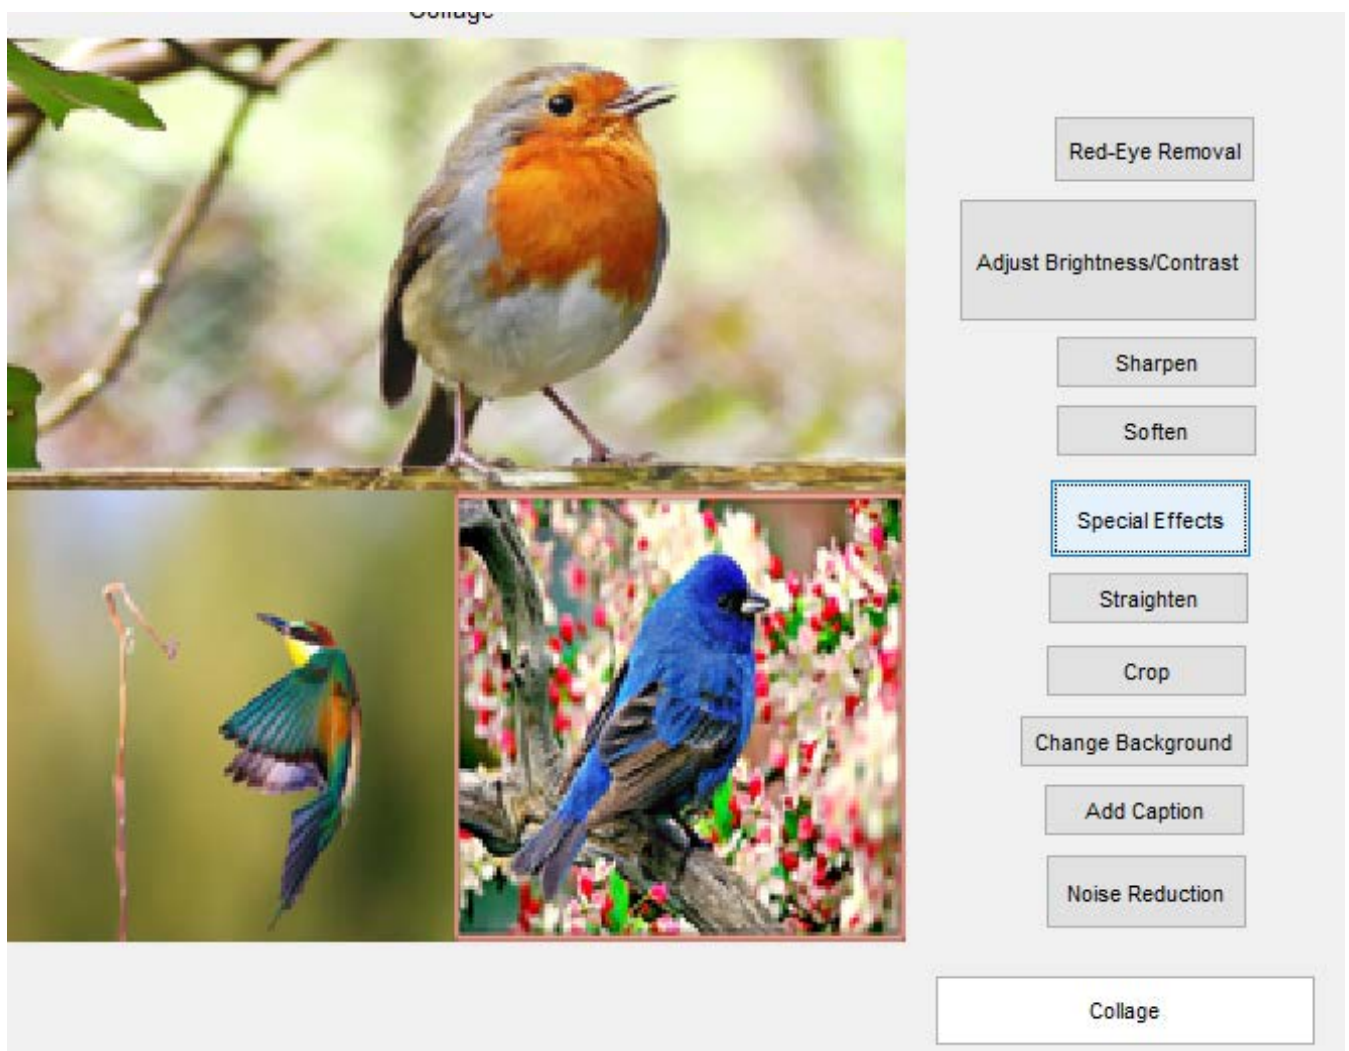 Collage
Red-Eye Removal
Adjust Brightness/Contrast
Sharpen
Soften
Special Effects
Straighten
Crop
Change Background
Add Caption
Noise Reduction
Collage